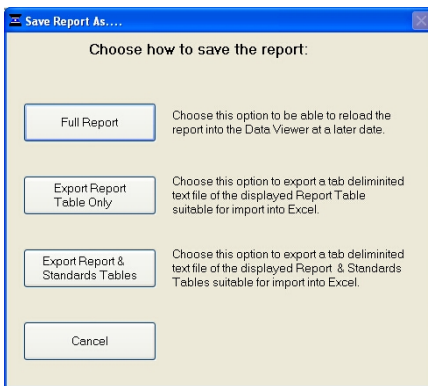 Save Report As....
Choose how to save the report:
Full Report
Choose this option to be able to reload the
report into the Data Viewer at a later date.
Export Report
Table Only
Choose this option to export a tab deliminited
text file of the displayed Report Table
suitable for import into Excel.
Export Report &
Standards Tables
Choose this option to export a tab deliminited
text file of the displayed Report & Standards
Tables suitable for import into Excel.
Cancel